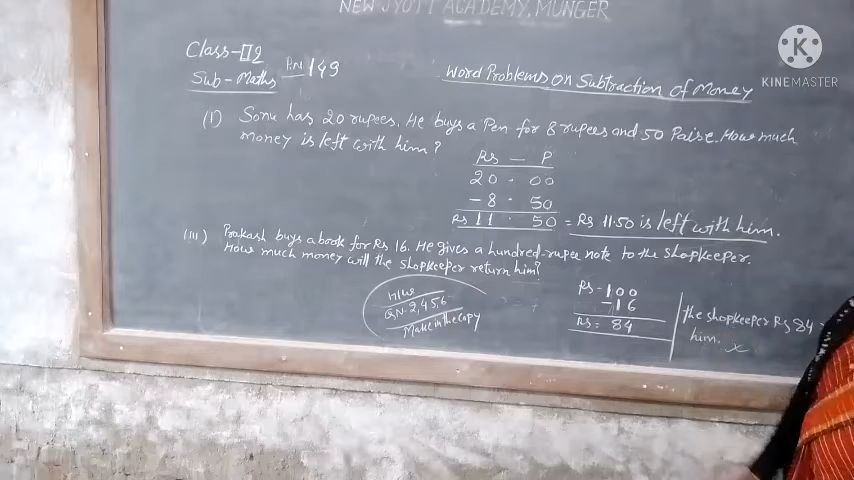 NEW JYOTI ACADEMY, MUNGER
KINEMASTER
Class-2
Sub-Maths P.N 149
Word Problems on Subtraction of Money
(I) Sonu has 20 rupees. He buys a Pen for 8 rupees and 50 Paise. How much
money is left with him?
Rs - P
20 . 00
- 8 . 50
Rs 11 . 50 = Rs 11.50 is left with him.
(III) Prakash buys a book for Rs 16. He gives a hundred-rupee note to the shopkeeper.
How much money will the shopkeeper return him?
H/W
Q.N. 2,4,5,6
Make in the copy
Rs - 100
-16
Rs = 84
the shopkeeper Rs 84
him.